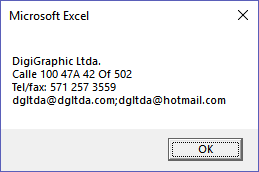 Microsoft Excel
DigiGraphic Ltda.
Calle 100 47A 42 Of 502
Tel/fax: 571 257 3559
dgltda@dgltda.com;dgltda@hotmail.com
OK